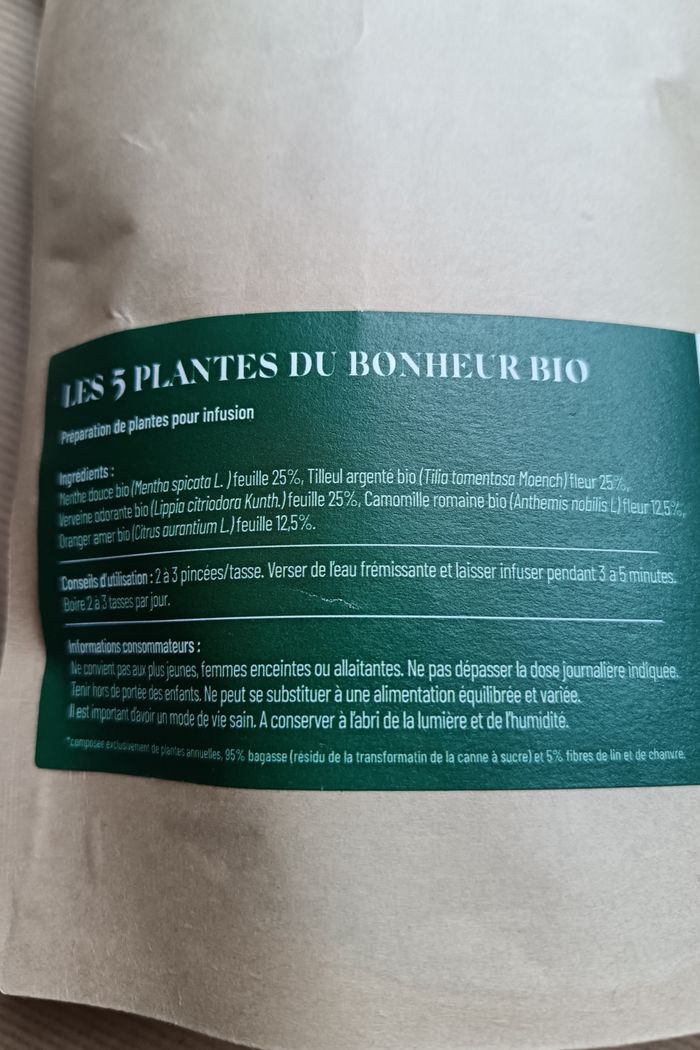 LES 5 PLANTES DU BONHEUR BIO
Préparation de plantes pour infusion
Ingrédients :
Menthe douce bio (Mentha spicata L. ) feuille 25%, Tilleul argenté bio (Tilia tomentosa Moench) fleur 25%,
Verveine odorante bio (Lippia citriodora Kunth.) feuille 25%, Camomille romaine bio (Anthemis nobilis L) fleur 12.5%,
Oranger amer bio (Citrus aurantium L.) feuille 12,5%.
Conseils d'utilisation : 2 à 3 pincées/tasse. Verser de l'eau frémissante et laisser infuser pendant 3 à 5 minutes.
Boire 2 à 3 tasses par jour.
Informations consommateurs :
Ne convient pas aux plus jeunes, femmes enceintes ou allaitantes. Ne pas dépasser la dose journalière indiquée.
Tenir hors de portée des enfants. Ne peut se substituer à une alimentation équilibrée et variée.
Il est important d'avoir un mode de vie sain. A conserver à l'abri de la lumière et de l'humidité.
*composée exclusivement de plantes annuelles, 95% bagasse (résidu de la transformatin de la canne à sucre) et 5% fibres de lin et de chanvre.